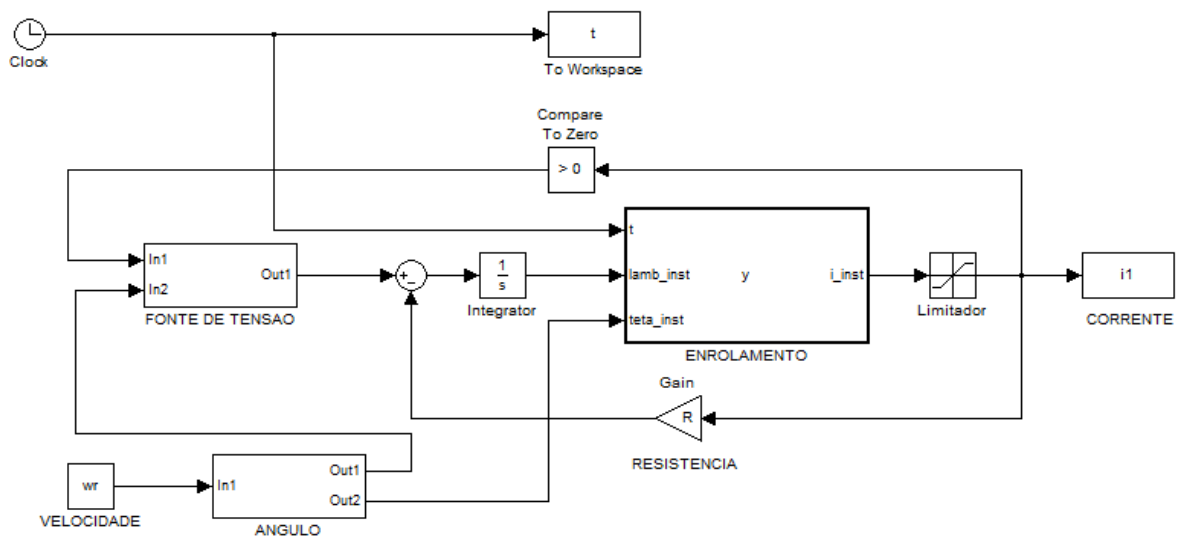 Clock
t
To Workspace
Compare
To Zero
> 0
In1
In2
Out1
FONTE DE TENSAO
+
−
1
s
Integrator
t
lamb_inst
teta_inst
y
i_inst
ENROLAMENTO
Limitador
i1
CORRENTE
Gain
R
RESISTENCIA
wr
VELOCIDADE
In1
Out1
Out2
ANGULO